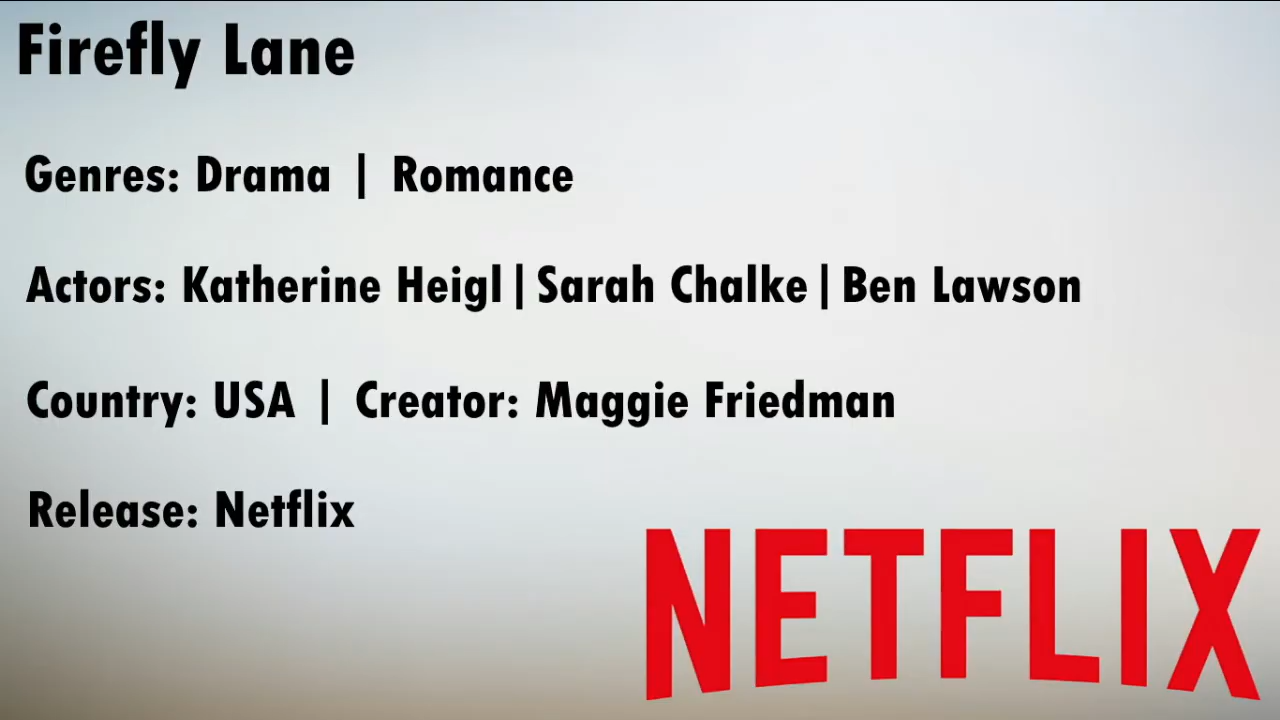 Firefly Lane
Genres: Drama | Romance
Actors: Katherine Heigl|Sarah Chalke|Ben Lawson
Country: USA | Creator: Maggie Friedman
Release: Netflix
NETFLIX